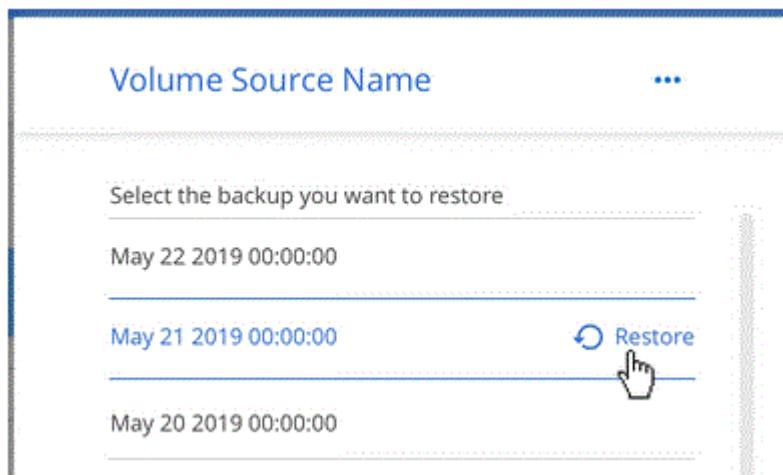 Volume Source Name
Select the backup you want to restore
May 22 2019 00:00:00
May 21 2019 00:00:00 Restore
May 20 2019 00:00:00